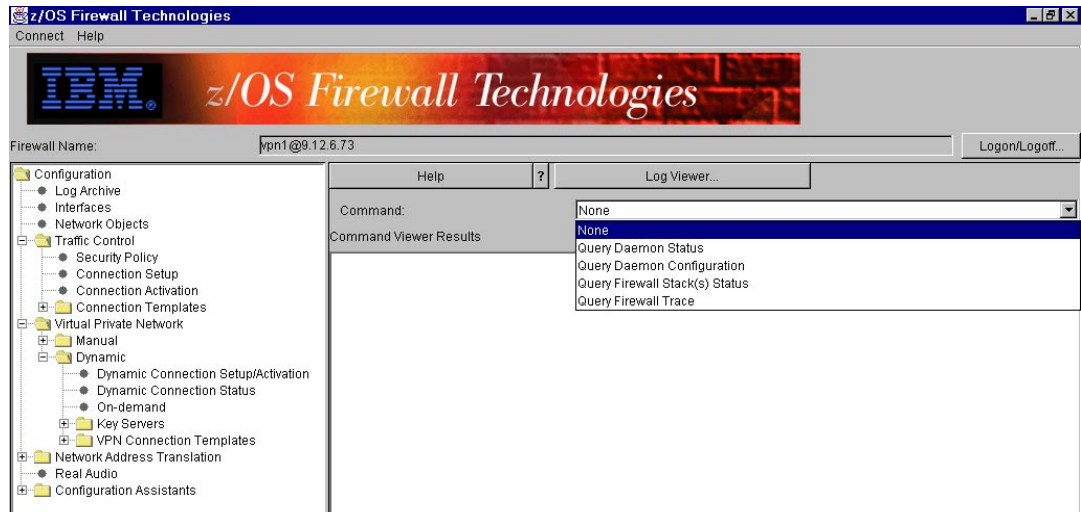 z/OS Firewall Technologies
Connect Help
IBM® z/OS Firewall Technologies
Firewall Name: vpn1@9.12.6.73 Logon/Logoff...
Configuration
Log Archive
Interfaces
Network Objects
Traffic Control
Security Policy
Connection Setup
Connection Activation
Connection Templates
Virtual Private Network
Manual
Dynamic
Dynamic Connection Setup/Activation
Dynamic Connection Status
On-demand
Key Servers
VPN Connection Templates
Network Address Translation
Real Audio
Configuration Assistants
Help ? Log Viewer...
Command: None
Command Viewer Results
None
Query Daemon Status
Query Daemon Configuration
Query Firewall Stack(s) Status
Query Firewall Trace